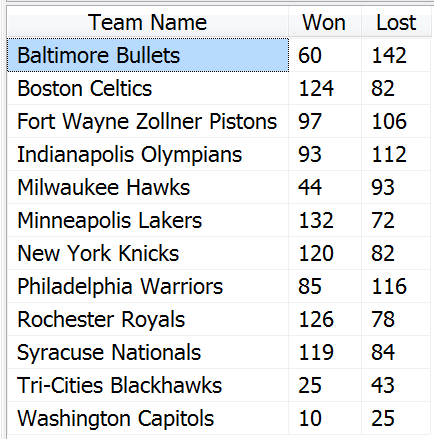 Team Name Won Lost
Baltimore Bullets 60 142
Boston Celtics 124 82
Fort Wayne Zollner Pistons 97 106
Indianapolis Olympians 93 112
Milwaukee Hawks 44 93
Minneapolis Lakers 132 72
New York Knicks 120 82
Philadelphia Warriors 85 116
Rochester Royals 126 78
Syracuse Nationals 119 84
Tri-Cities Blackhawks 25 43
Washington Capitols 10 25